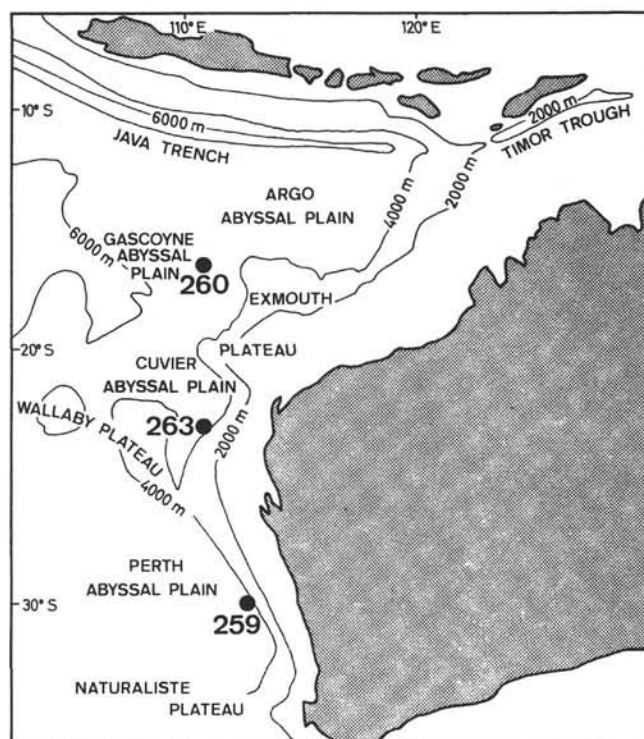 110°E
120°E
10°S
6000 m
JAVA TRENCH
2000 m
TIMOR TROUGH
ARGO
ABYSSAL PLAIN
4000 m
2000 m
6000 m
GASCOYNE
ABYSSAL
PLAIN
260
EXMOUTH
PLATEAU
20°S
CUVIER
ABYSSAL PLAIN
WALLABY PLATEAU
263
2000 m
4000 m
PERTH
ABYSSAL PLAIN
30°S
259
NATURALISTE
PLATEAU